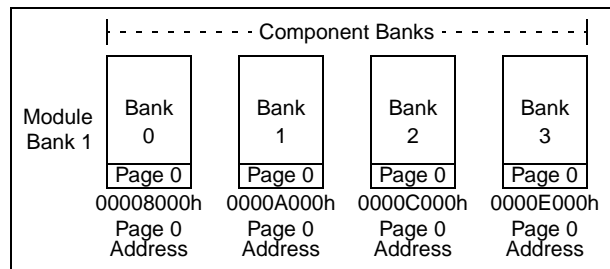 Component Banks
Module
Bank 1
Bank
0
Bank
1
Bank
2
Bank
3
Page 0
Page 0
Page 0
Page 0
00008000h
0000A000h
0000C000h
0000E000h
Page 0
Address
Page 0
Address
Page 0
Address
Page 0
Address